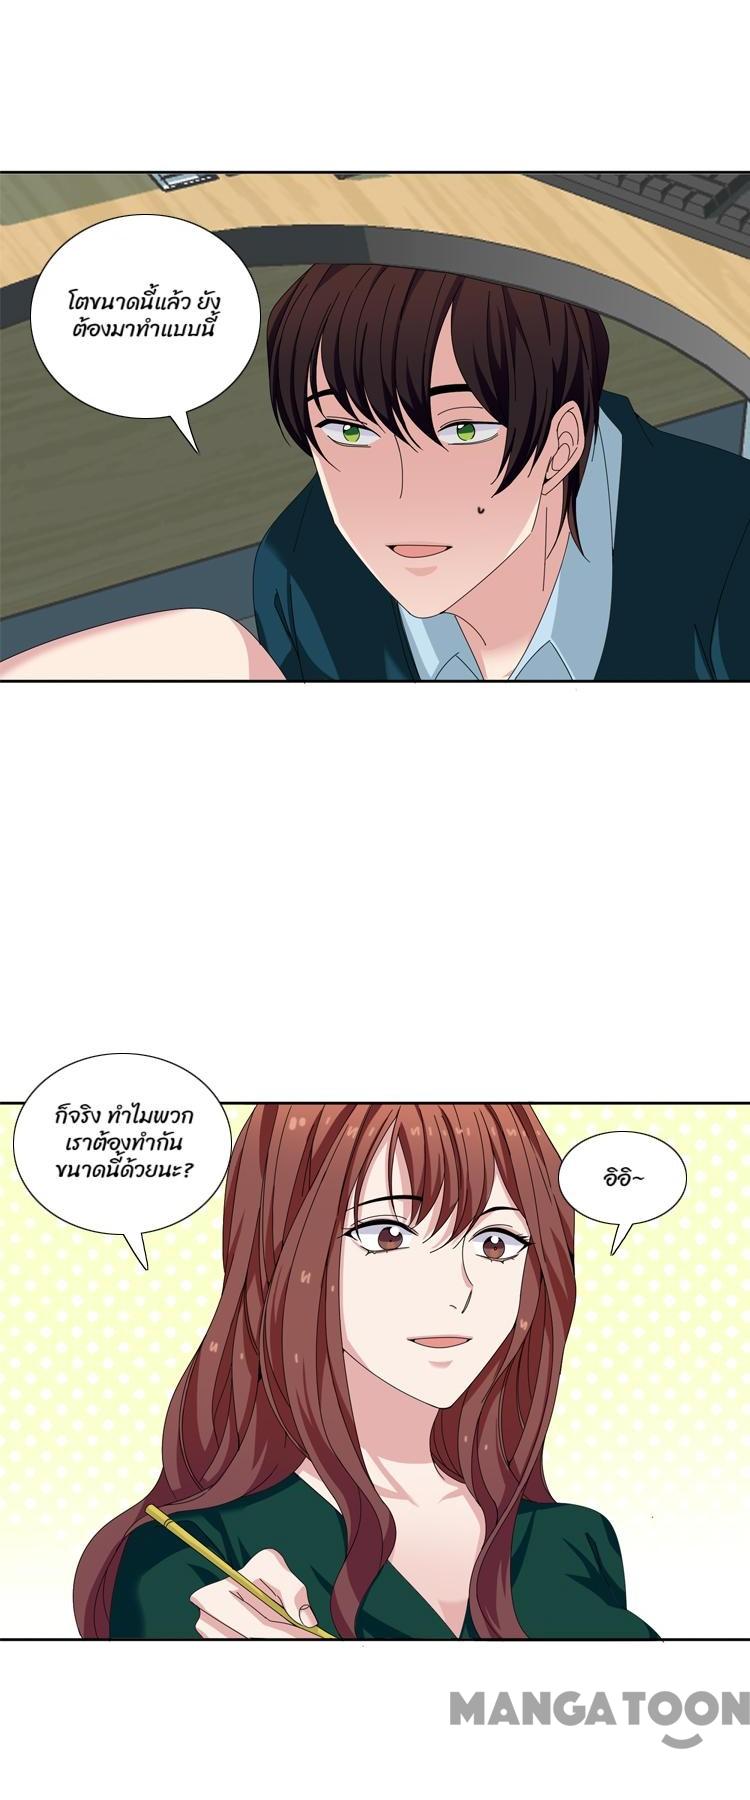 โตขนาดนี้แล้ว ยัง
ต้องมาทำแบบนี้
ก็จริง ทำไมพวก
เราต้องทำกัน
ขนาดนี้ด้วยนะ?
อิอิ~
MANGA TOON